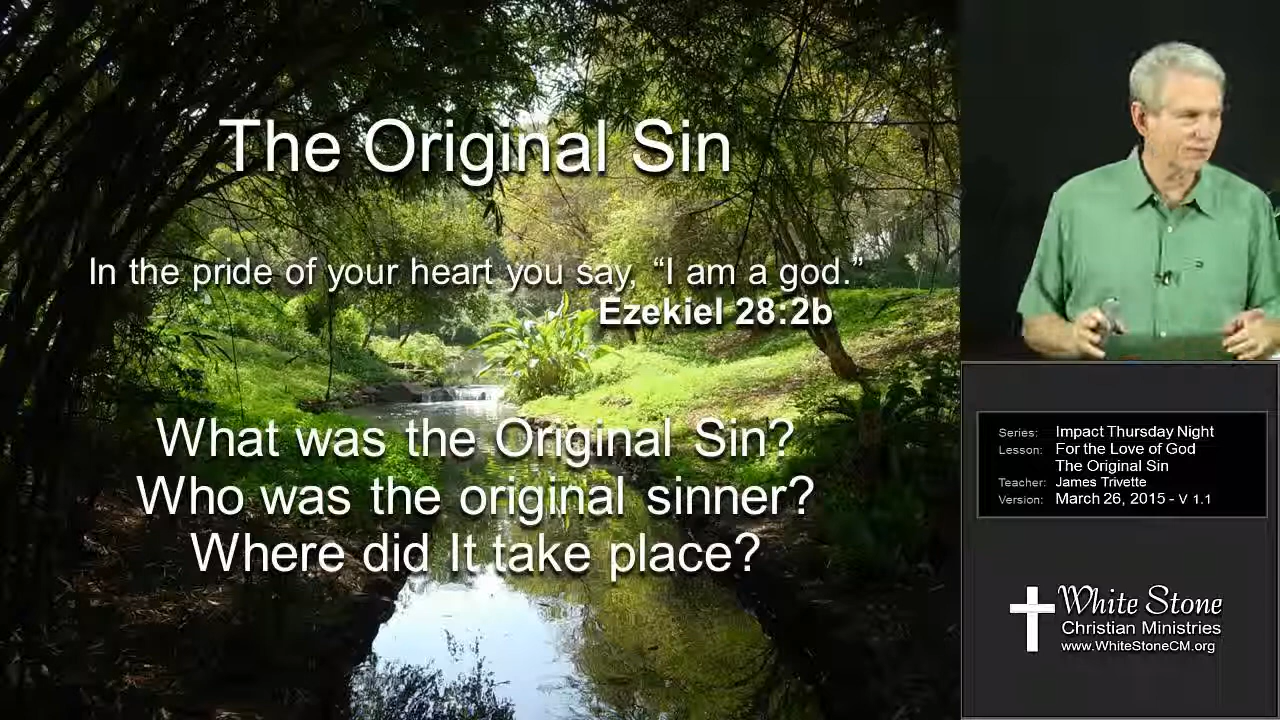 The Original Sin
In the pride of your heart you say, “I am a god.”
Ezekiel 28:2b
What was the Original Sin?
Who was the original sinner?
Where did It take place?
Series: Impact Thursday Night
Lesson: For the Love of God
The Original Sin
Teacher: James Trivette
Version: March 26, 2015 - V 1.1
White Stone
Christian Ministries
www.WhiteStoneCM.org